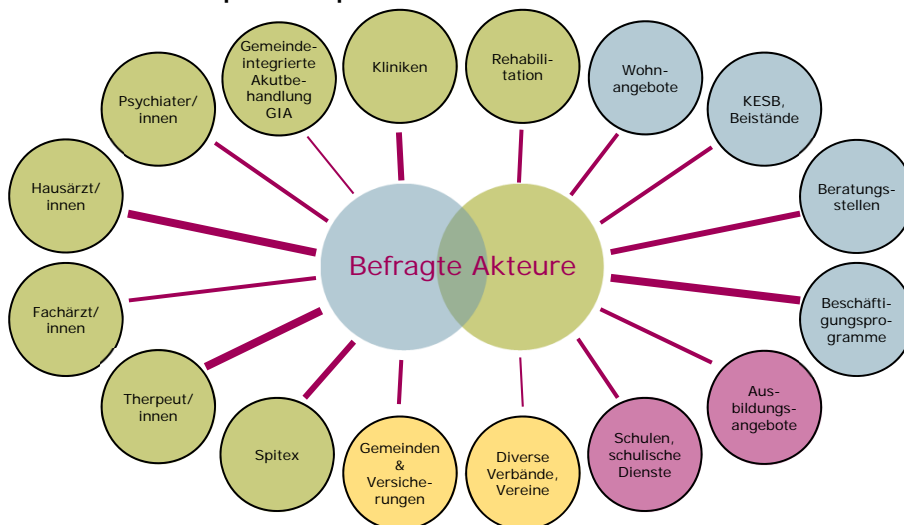 Gemeinde-
integrierte
Akutbe-
handlung
GIA
Kliniken
Rehabili-
tation
Wohn-
angebote
KESB,
Beistände
Beratungs-
stellen
Beschäfti-
gungspro-
gramme
Aus-
bildungs-
angebote
Schulen,
schulische
Dienste
Diverse
Verbände,
Vereine
Gemeinden
&
Versiche-
rungen
Spitex
Therpeut/
innen
Fachärzt/
innen
Hausärzt/
innen
Psychiater/
innen
Befragte Akteure